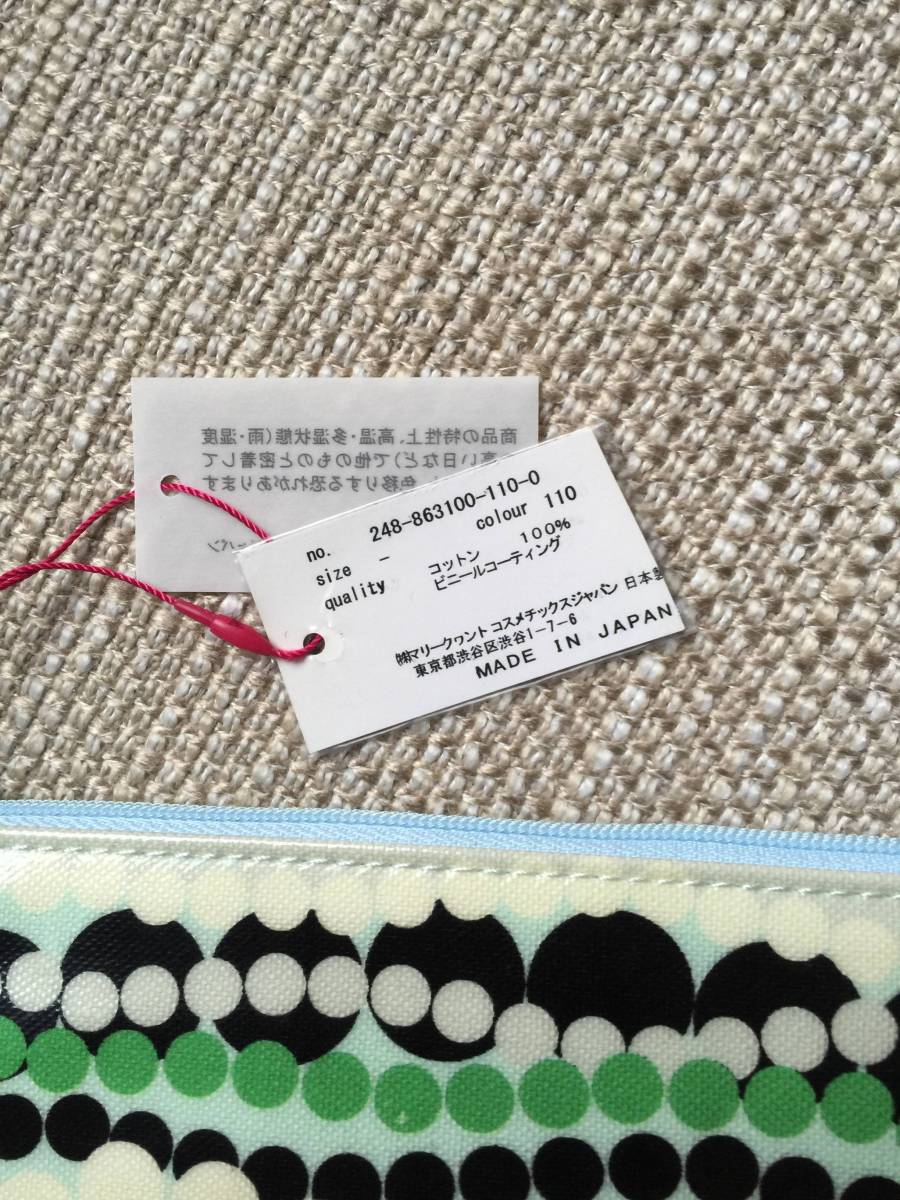 商品の特性上、高温・多湿状態(雨・湿度
高い日など)で他のものと密着して
色移りする恐れがあります
パン
no. 248-863100-110-0
size - colour 110
quality コットン 100%
ビニールコーティング
㈱マリークヮント コスメチックスジャパン 日本製
東京都渋谷区渋谷1-7-6
MADE IN JAPAN